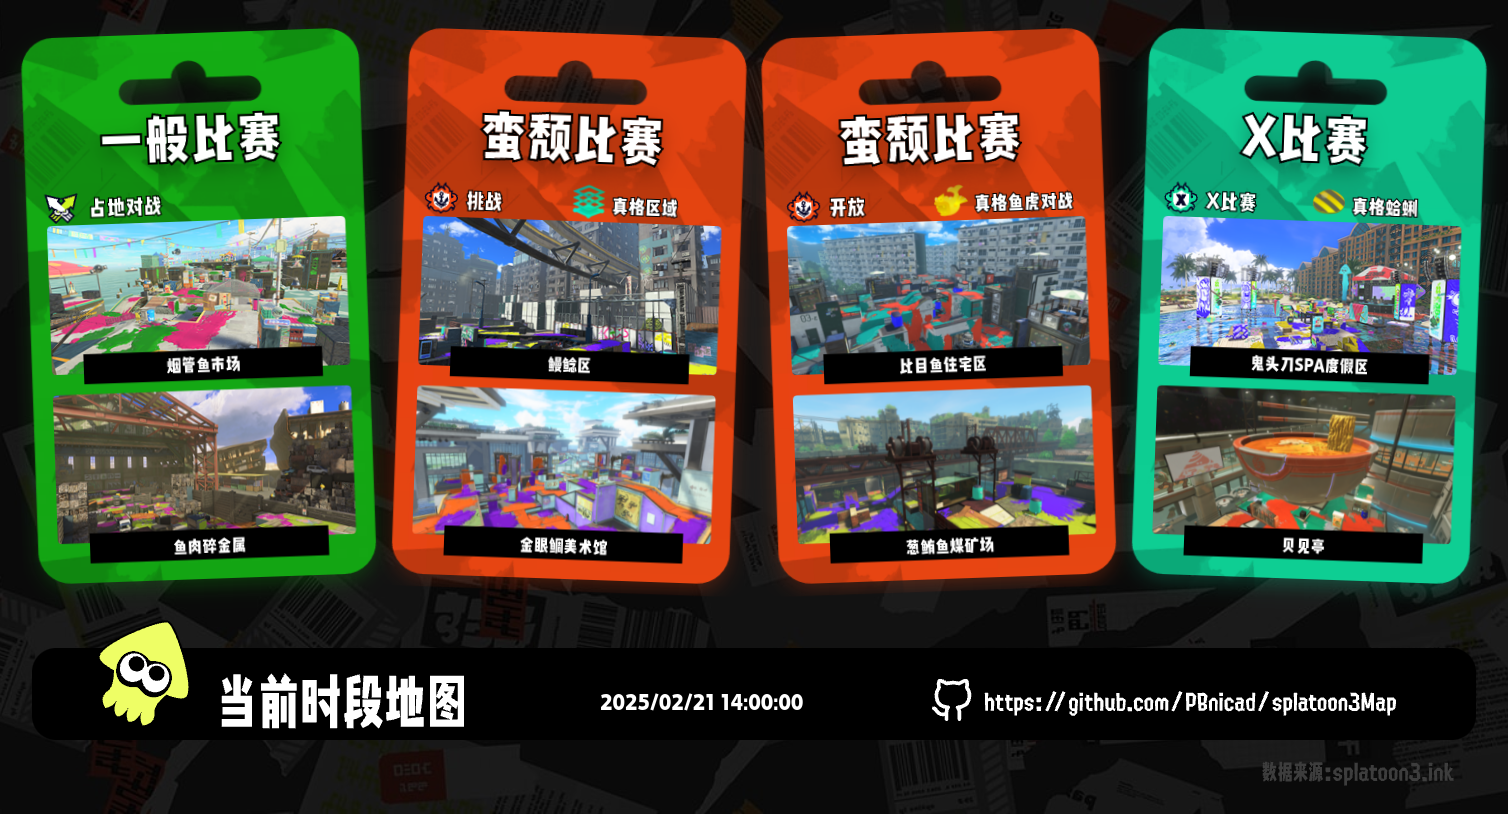 一般比赛
占地对战
烟管鱼市场
鱼肉碎金属
蛮颓比赛
挑战
真格区域
鳗鲶区
金眼鲷美术馆
蛮颓比赛
开放
真格鱼虎对战
比目鱼住宅区
葱鲔鱼煤矿场
X比赛
X比赛
真格蛤蜊
鬼头刀SPA度假区
贝见亭
当前时段地图
2025/02/21 14:00:00
https://github.com/PBnicad/splatoon3Map
数据来源:splatoon3.ink